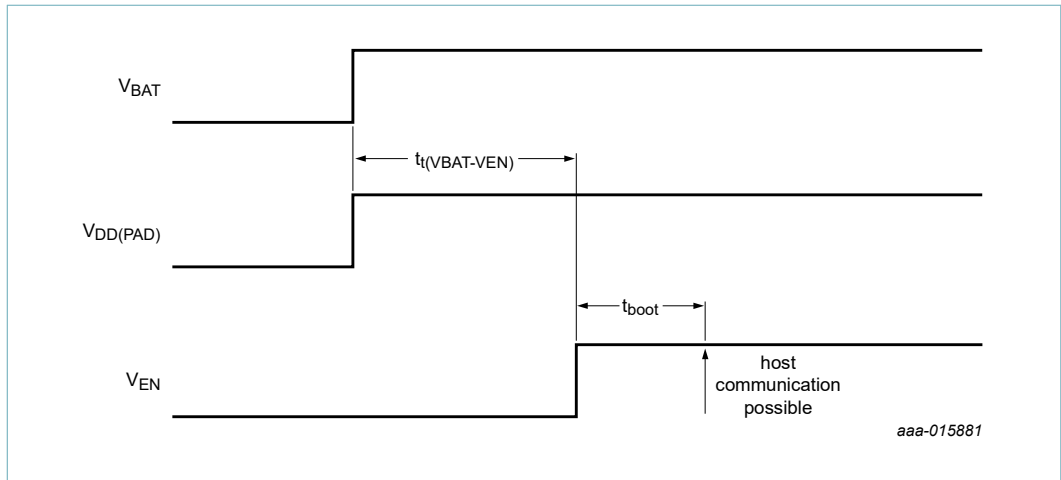 VBAT
tt(VBAT-VEN)
VDD(PAD)
tboot
VEN
host
communication
possible
aaa-015881